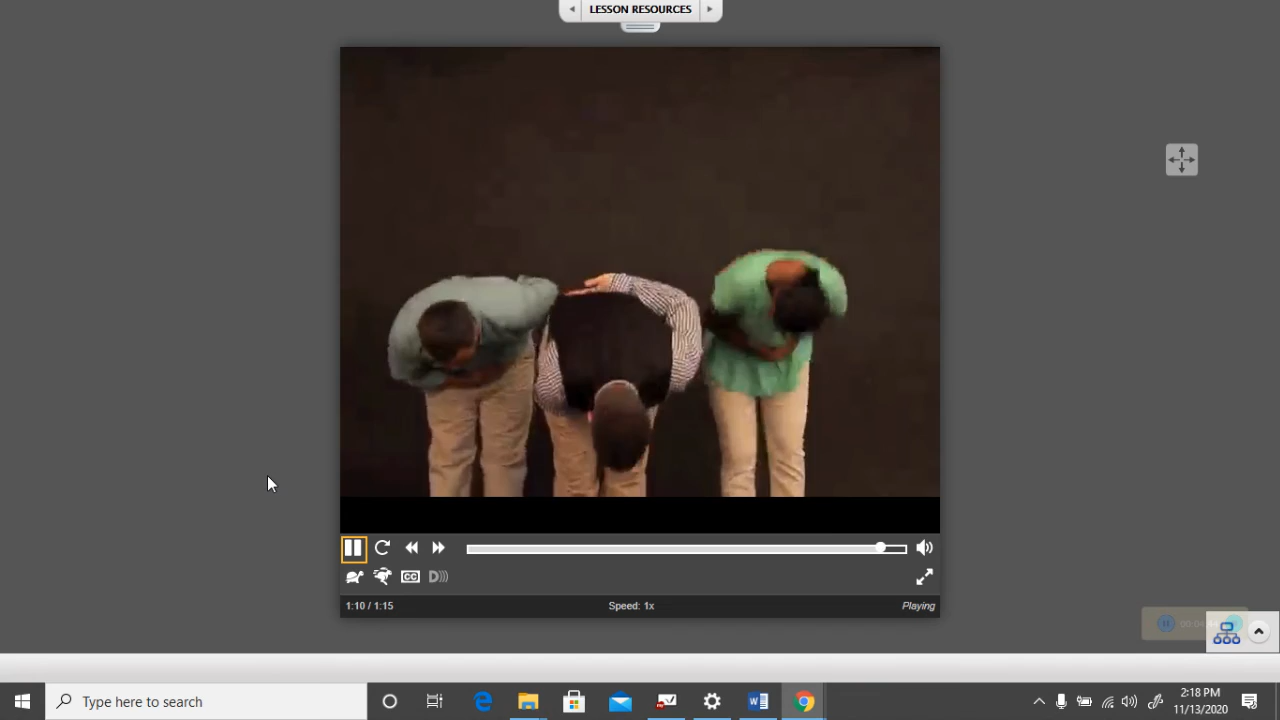 LESSON RESOURCES
CC
D
1:10 / 1:15
Speed: 1x
Playing
Type here to search
2:18 PM
11/13/2020